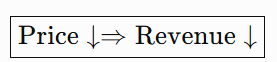 Price ↓⇒ Revenue ↓